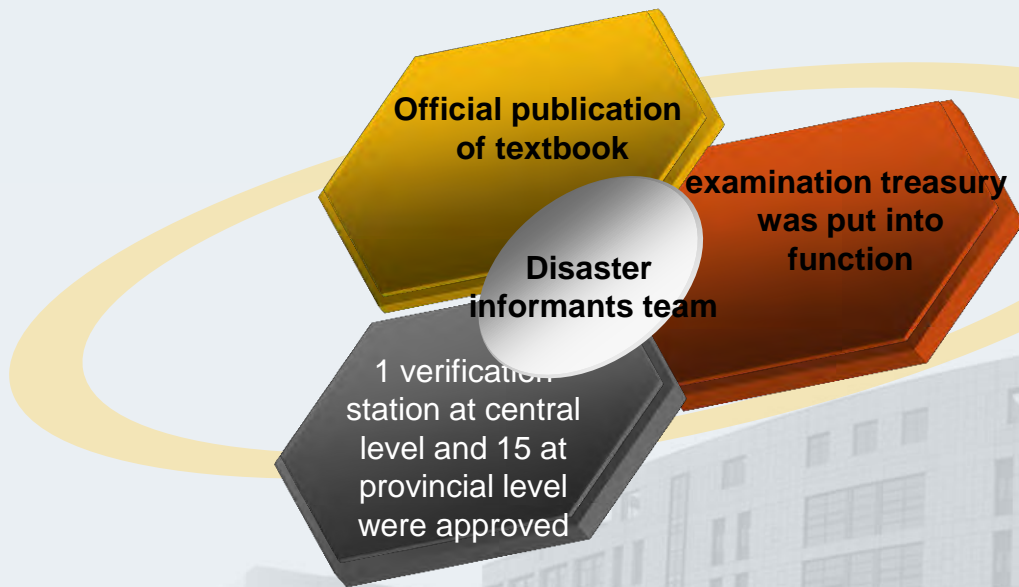 Official publication
of textbook
examination treasury
was put into
function
Disaster
informants team
1 verification
station at central
level and 15 at
provincial level
were approved